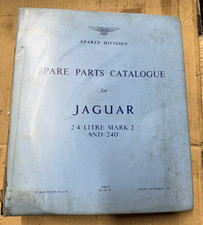 SPARES DIVISION
SPARE PARTS CATALOGUE
for
JAGUAR
2·4 LITRE MARK 2
AND 240